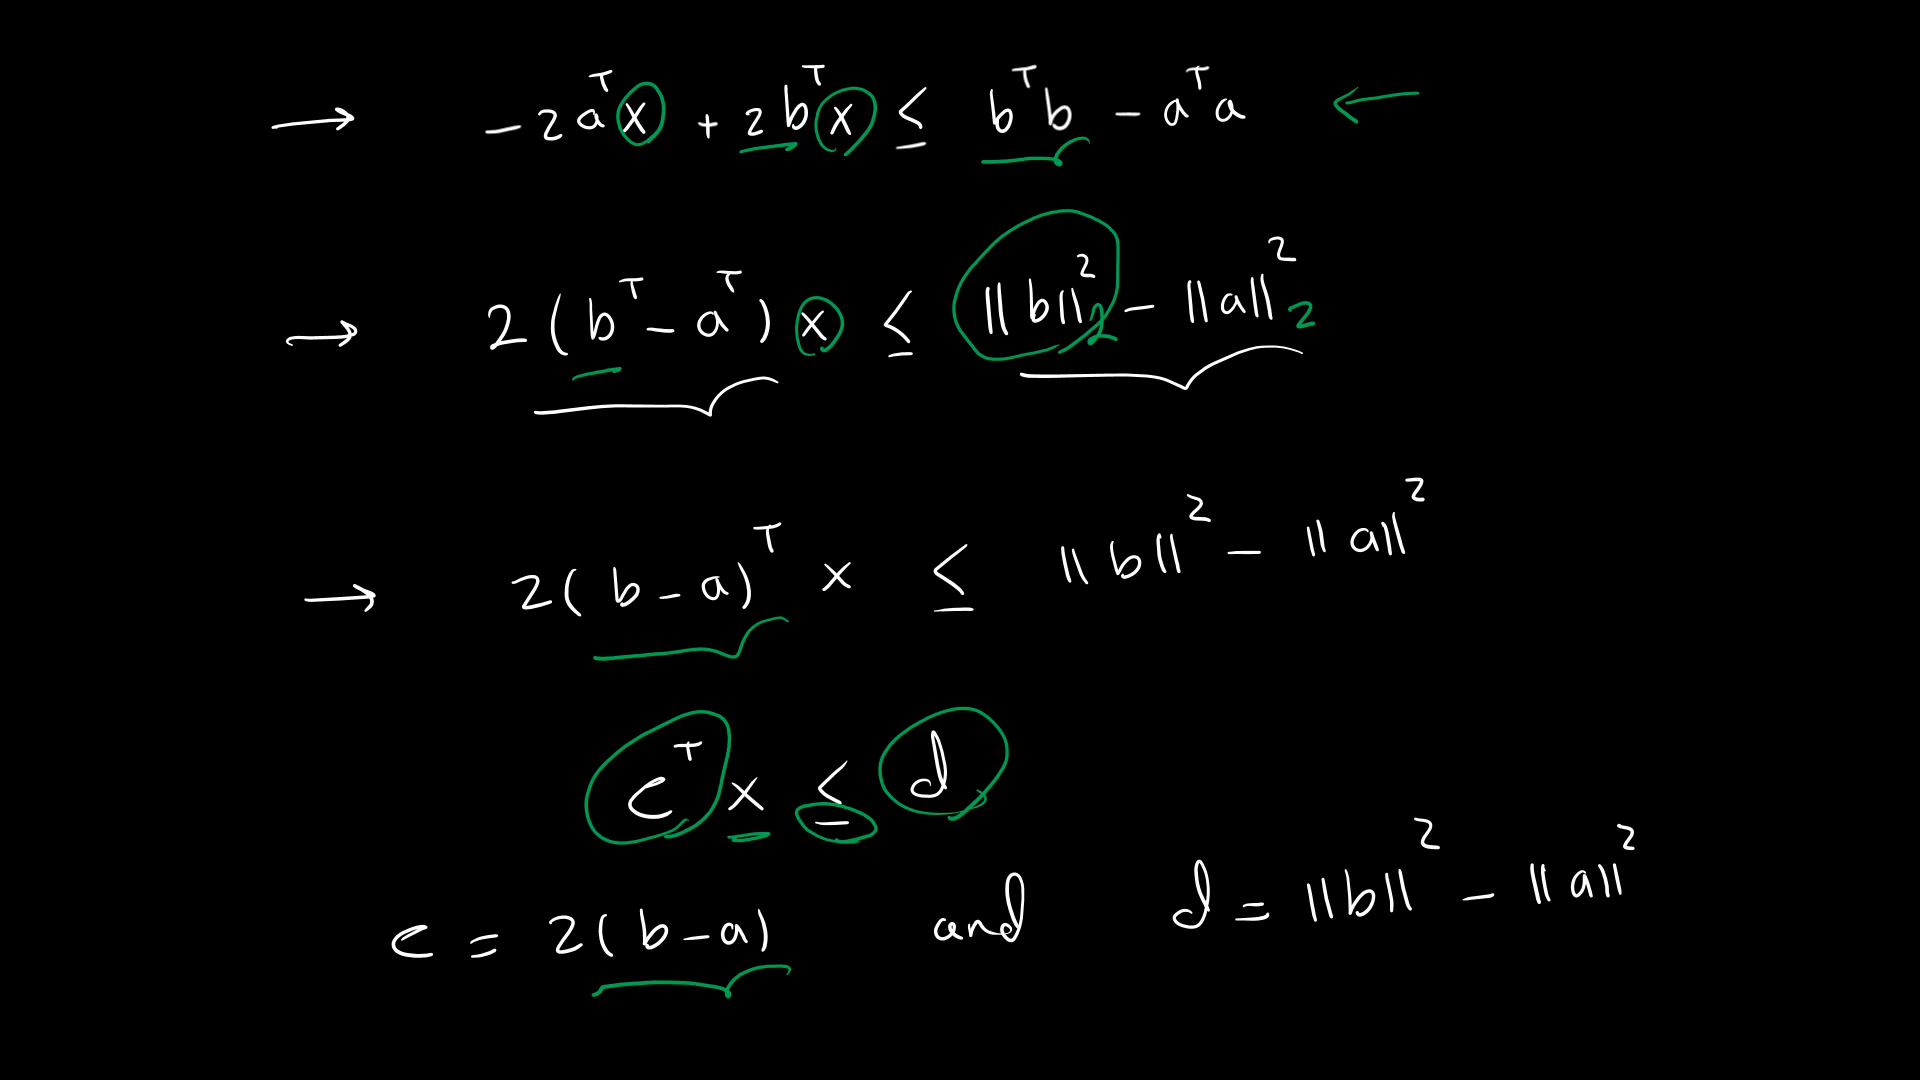 → -2aᵀx + 2bᵀx ≤ bᵀb - aᵀa ←
→ 2(bᵀ - aᵀ)x ≤ ||b||₂² - ||a||₂²
→ 2(b - a)ᵀ x ≤ ||b||² - ||a||²
cᵀx ≤ d
c = 2(b-a) and d = ||b||² - ||a||²